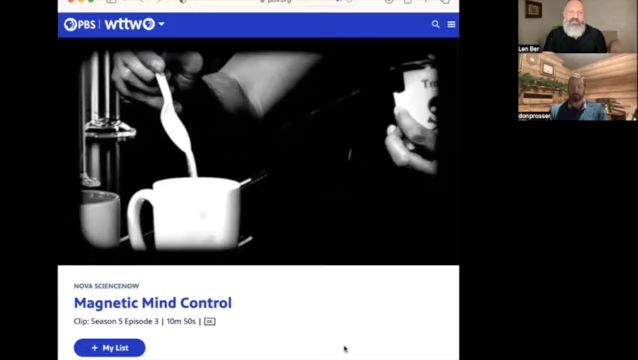 PBS wttw
Len Ber
donprosser
NOVA SCIENCENOW
Magnetic Mind Control
Clip: Season 5 Episode 3 | 10m 50s | CC
+ My List